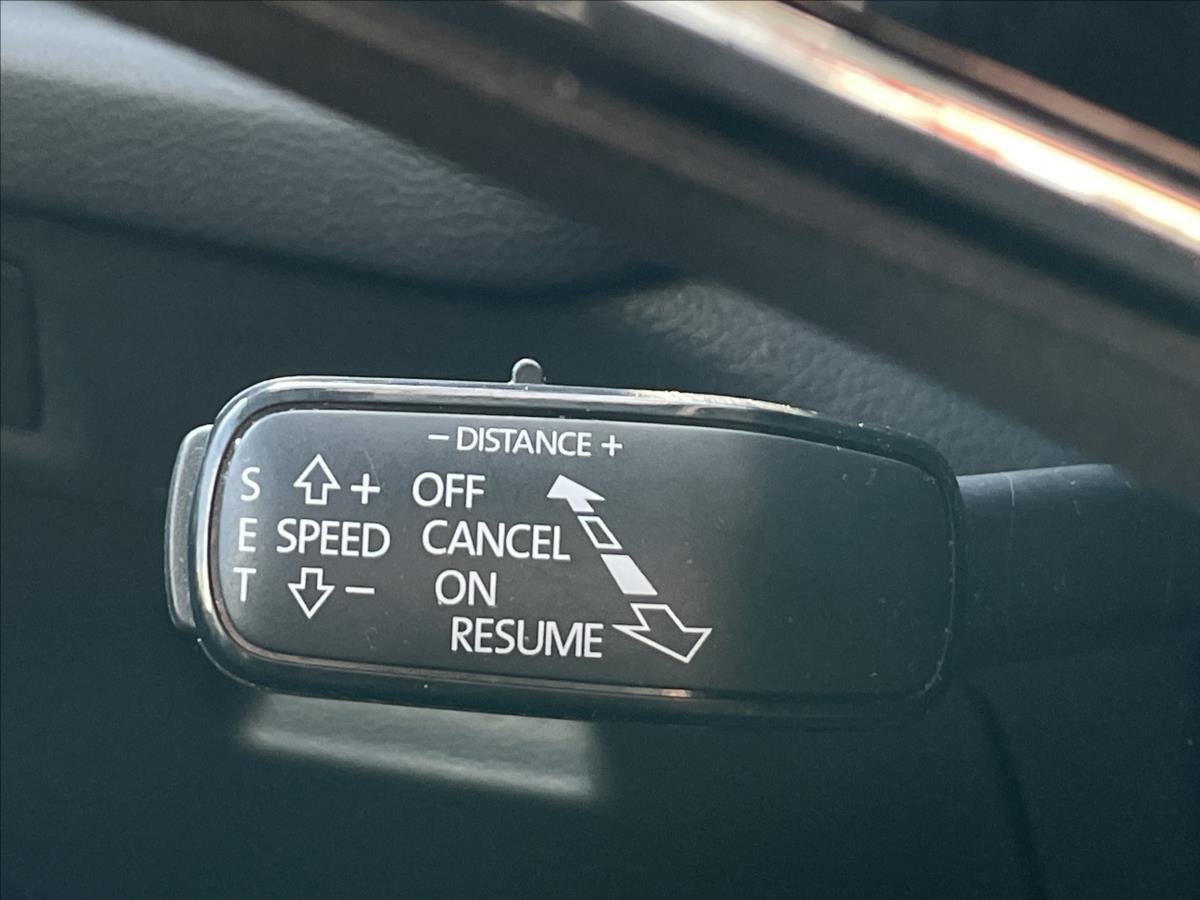 − DISTANCE +
S + OFF
E SPEED CANCEL
T − ON
RESUME